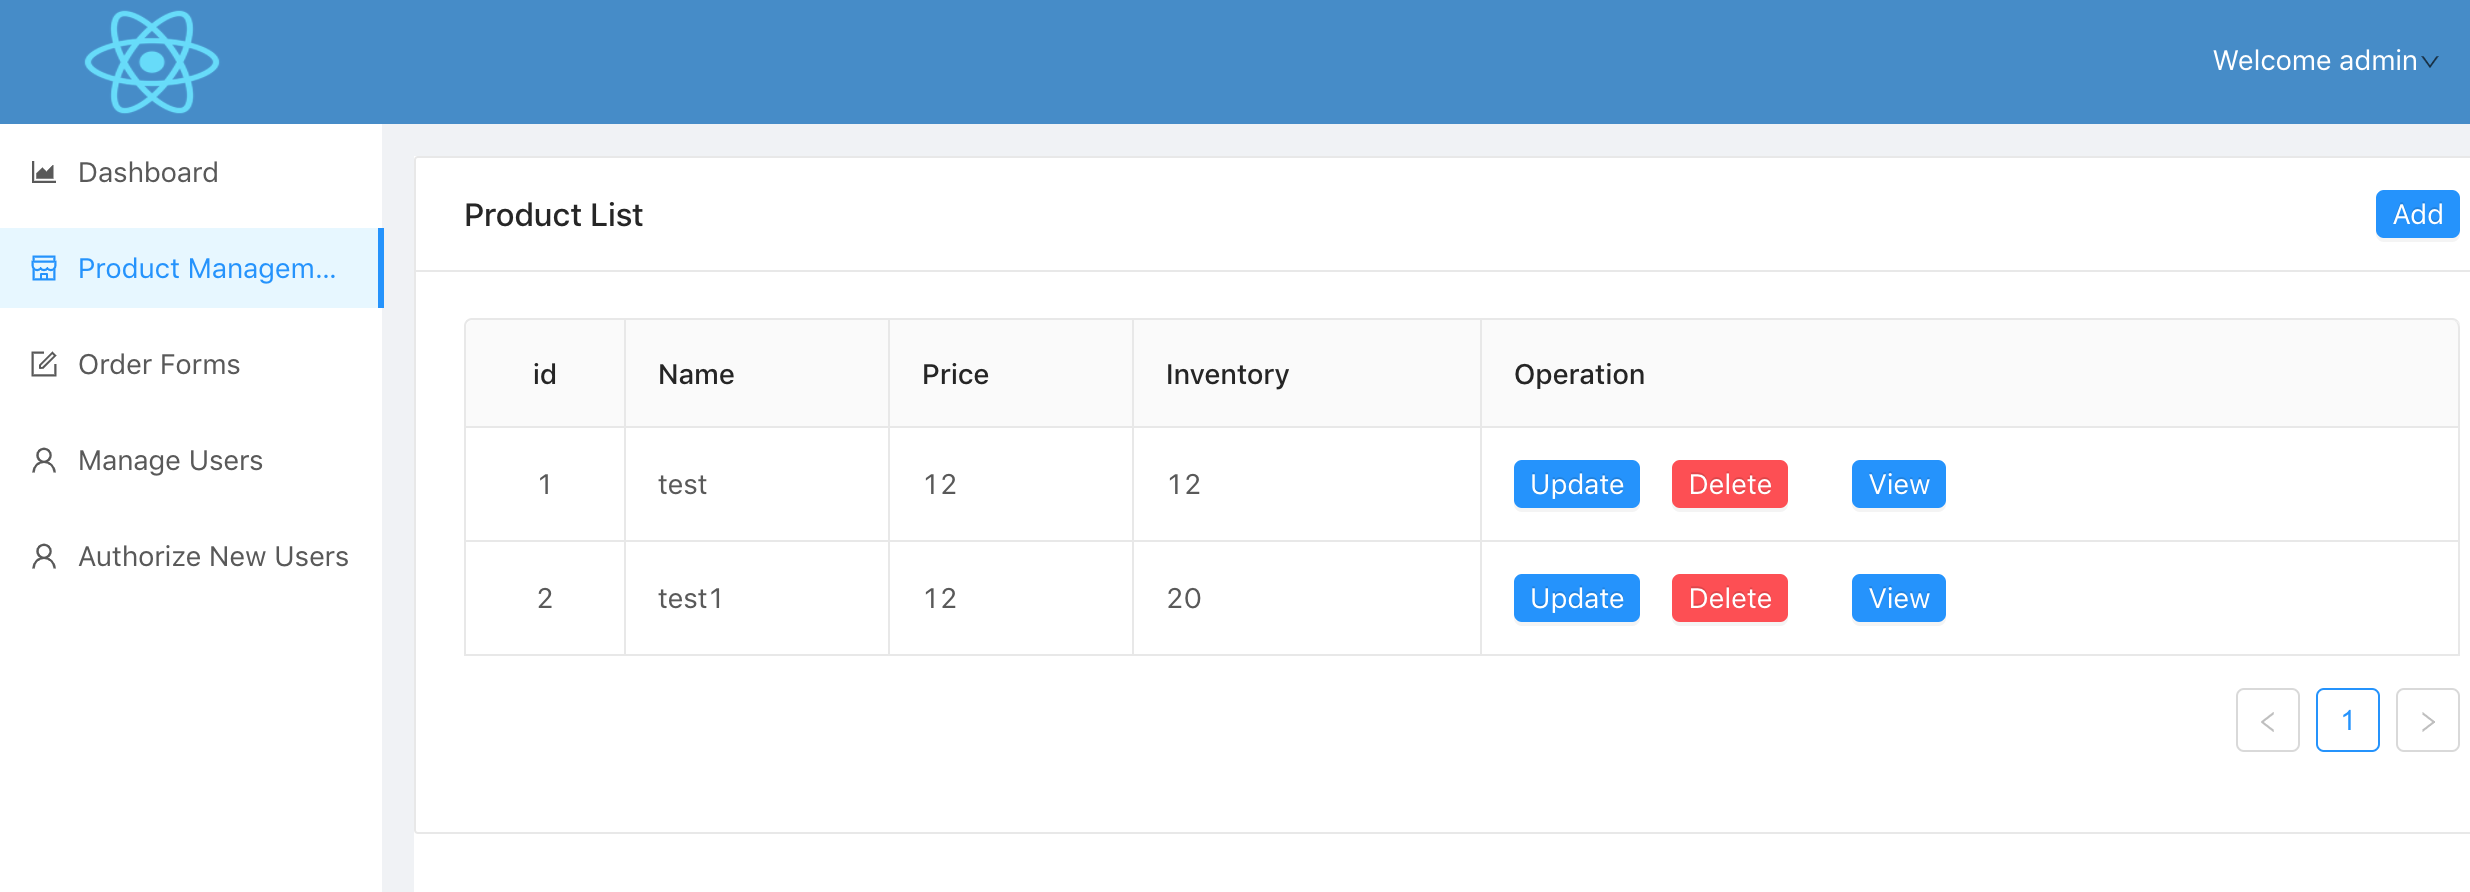 Welcome admin
Dashboard
Product Managem...
Order Forms
Manage Users
Authorize New Users
Product List
Add
id Name Price Inventory Operation
1 test 12 12 Update Delete View
2 test1 12 20 Update Delete View
< 1 >